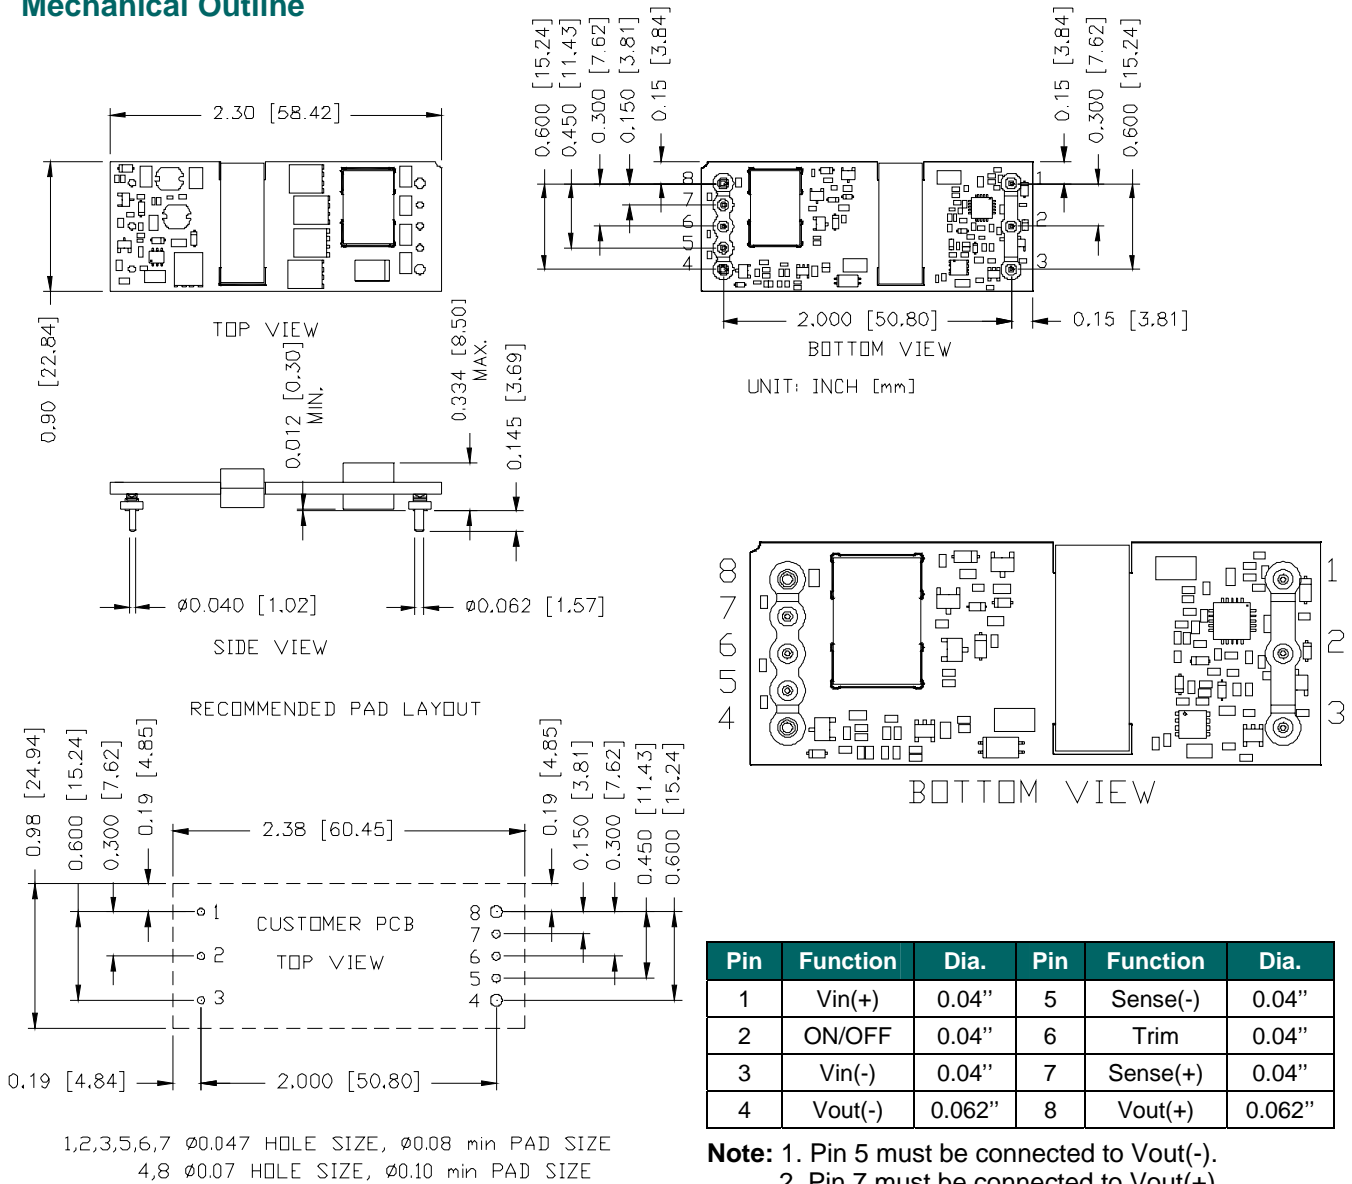 Mechanical Outline
2.30 [58.42]
0.90 [22.84]
TOP VIEW
0.600 [15.24]
0.450 [11.43]
0.300 [7.62]
0.150 [3.81]
0.15 [3.84]
0.15 [3.84]
0.300 [7.62]
0.600 [15.24]
8
7
6
5
4
1
2
3
2.000 [50.80]
0.15 [3.81]
BOTTOM VIEW
UNIT: INCH [mm]
0.012 [0.30]
MIN.
0.334 [8.50]
MAX.
0.145 [3.69]
Ø0.040 [1.02]
Ø0.062 [1.57]
SIDE VIEW
8
7
6
5
4
1
2
3
BOTTOM VIEW
RECOMMENDED PAD LAYOUT
0.98 [24.94]
0.600 [15.24]
0.300 [7.62]
0.19 [4.85]
2.38 [60.45]
0.19 [4.85]
0.150 [3.81]
0.300 [7.62]
0.450 [11.43]
0.600 [15.24]
1
2
3
CUSTOMER PCB
TOP VIEW
8
7
6
5
4
0.19 [4.84]
2.000 [50.80]
1,2,3,5,6,7 Ø0.047 HOLE SIZE, Ø0.08 min PAD SIZE
4,8 Ø0.07 HOLE SIZE, Ø0.10 min PAD SIZE
Pin Function Dia. Pin Function Dia.
1 Vin(+) 0.04’’ 5 Sense(-) 0.04’’
2 ON/OFF 0.04’’ 6 Trim 0.04’’
3 Vin(-) 0.04’’ 7 Sense(+) 0.04’’
4 Vout(-) 0.062’’ 8 Vout(+) 0.062’’
Note: 1. Pin 5 must be connected to Vout(-).
2. Pin 7 must be connected to Vout(+).